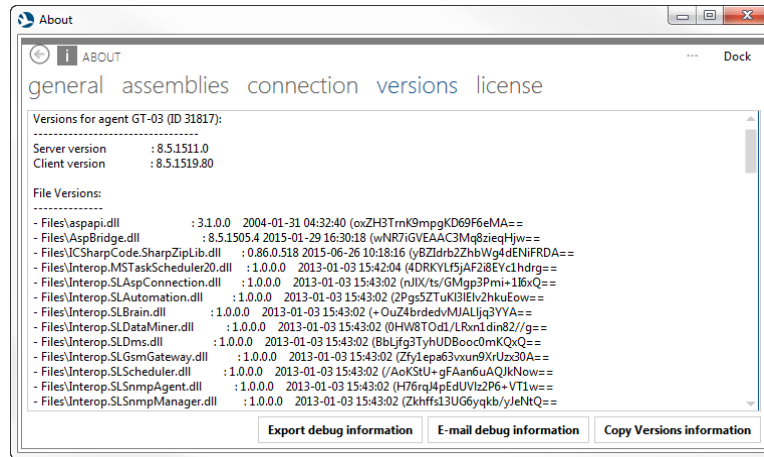 About
i ABOUT ... Dock
general assemblies connection versions license
Versions for agent GT-03 (ID 31817):
---------------------------------
Server version : 8.5.1511.0
Client version : 8.5.1519.80
File Versions:
--------------
- Files\aspapi.dll : 3.1.0.0 2004-01-31 04:32:40 (oxZH3TrnK9mpgKD69F6eMA==
- Files\AspBridge.dll : 8.5.1505.4 2015-01-29 16:30:18 (wNR7iGVEAAC3Mq8zieqHjw==
- Files\ICSharpCode.SharpZipLib.dll : 0.86.0.518 2015-06-26 10:18:16 (yBZIdrb2ZhbWg4dENiFRDA==
- Files\Interop.MSTaskScheduler20.dll : 1.0.0.0 2013-01-03 15:42:04 (4DRKYLf5jAF2i8EYc1hdrg==
- Files\Interop.SLAspConnection.dll : 1.0.0.0 2013-01-03 15:43:02 (nJIX/ts/GMgp3Pmi+1I6xQ==
- Files\Interop.SLAutomation.dll : 1.0.0.0 2013-01-03 15:43:02 (2Pgs5ZTuKI3IEIv2hkuEow==
- Files\Interop.SLBrain.dll : 1.0.0.0 2013-01-03 15:43:02 (+OuZ4brdedvMJALIjq3YYA==
- Files\Interop.SLDataMiner.dll : 1.0.0.0 2013-01-03 15:43:02 (0HW8TOd1/LRxn1din82//g==
- Files\Interop.SLDms.dll : 1.0.0.0 2013-01-03 15:43:02 (BbLjfg3TyhUDBooc0mKQxQ==
- Files\Interop.SLGsmGateway.dll : 1.0.0.0 2013-01-03 15:43:02 (Zfy1epa63vxun9XrUzx30A==
- Files\Interop.SLScheduler.dll : 1.0.0.0 2013-01-03 15:43:02 (/AoKStU+gFAan6uAQJkNow==
- Files\Interop.SLSnmpAgent.dll : 1.0.0.0 2013-01-03 15:43:02 (H76rqJ4pEdUVIz2P6+VT1w==
- Files\Interop.SLSnmpManager.dll : 1.0.0.0 2013-01-03 15:43:02 (Zkhffs13UG6yqkb/yJeNtQ==
Export debug information E-mail debug information Copy Versions information